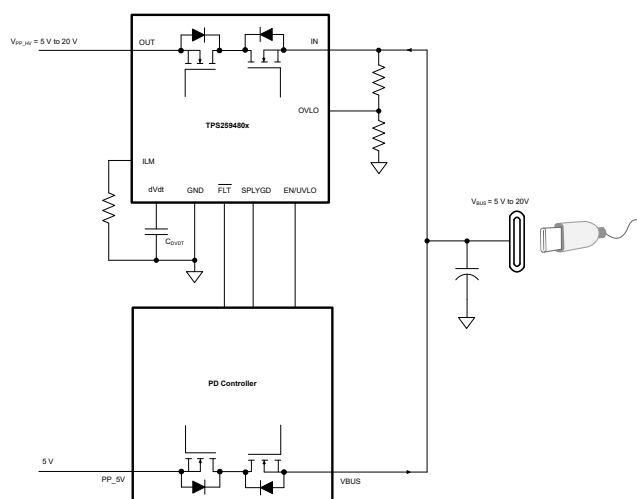 V_PP_HV = 5 V to 20 V
OUT
IN
OVLO
TPS259480x
ILM
dVdt
GND
FLT
SPLYGD
EN/UVLO
C_DVDT
V_BUS = 5 V to 20V
PD Controller
5 V
PP_5V
VBUS